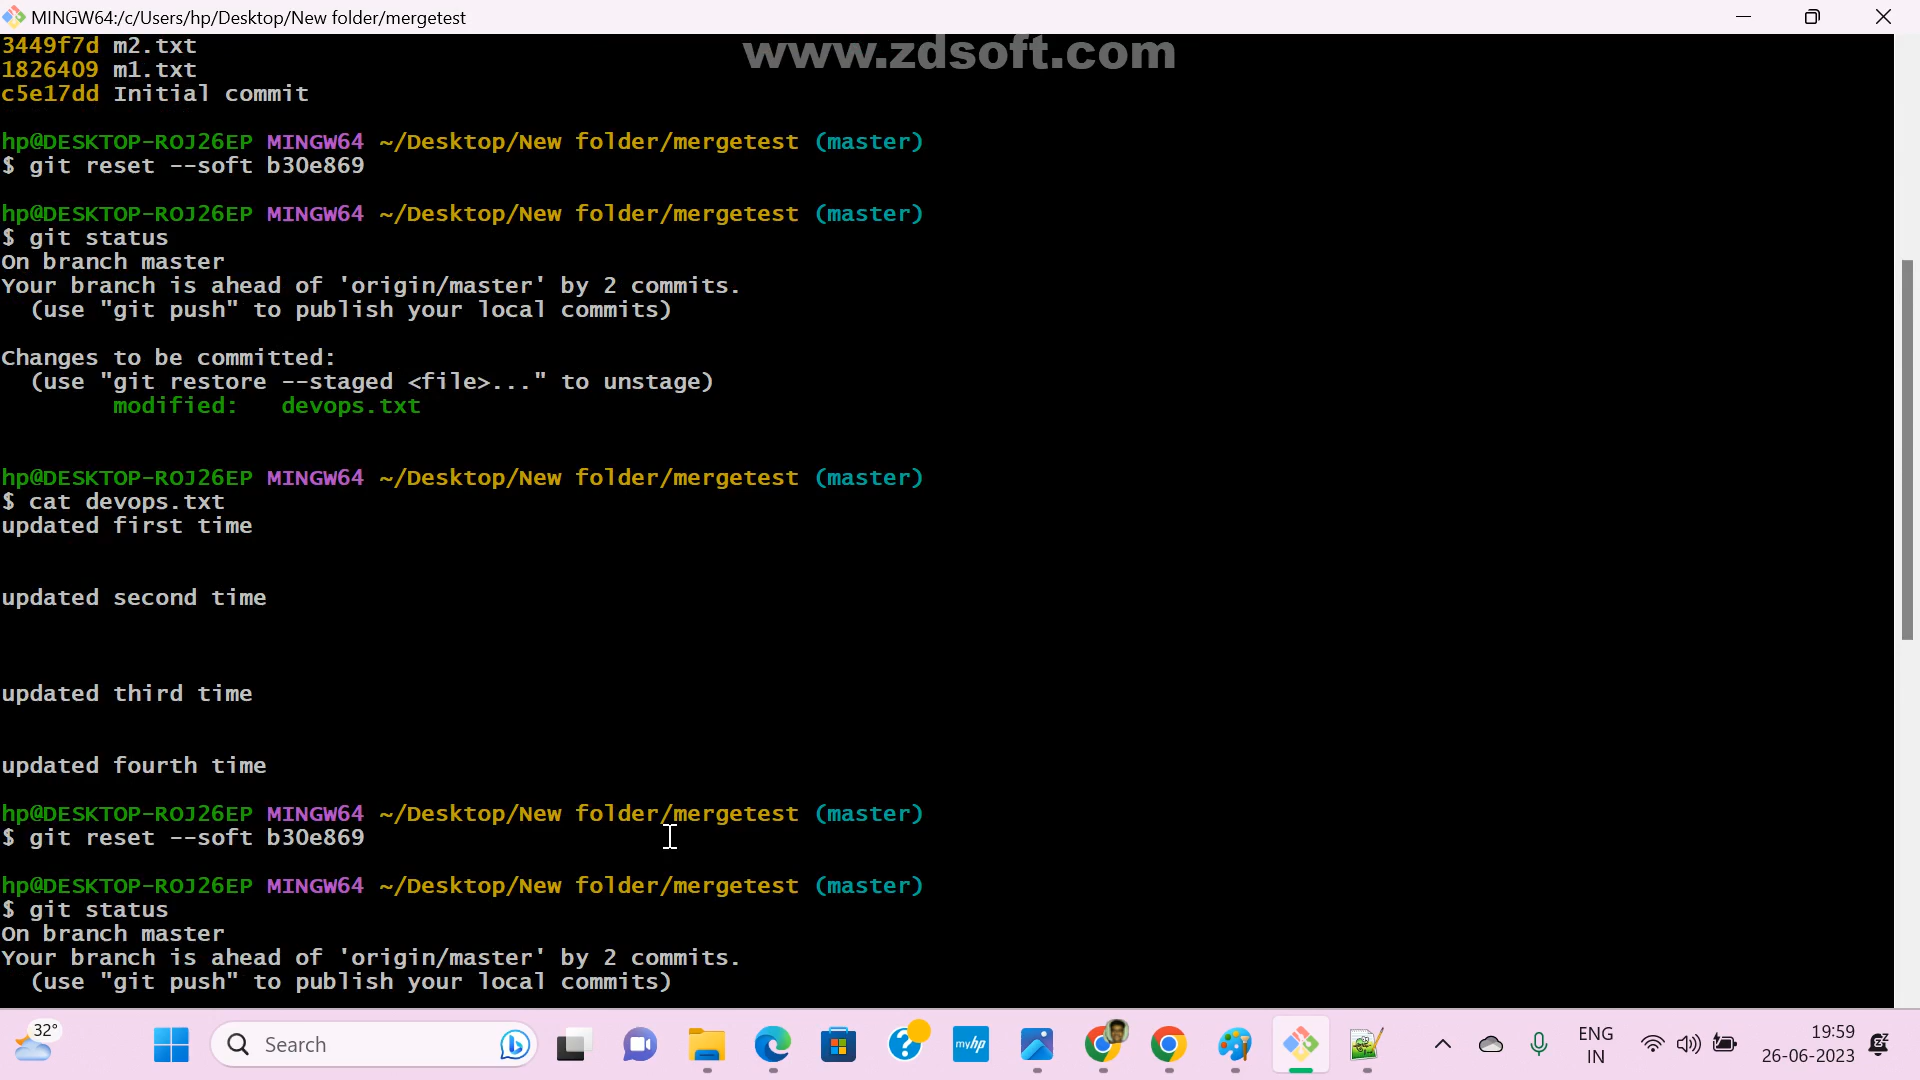 MINGW64:/c/Users/hp/Desktop/New folder/mergetest
www.zdsoft.com
3449f7d m2.txt
1826409 m1.txt
c5e17dd Initial commit
hp@DESKTOP-ROJ26EP MINGW64 ~/Desktop/New folder/mergetest (master)
$ git reset --soft b30e869
hp@DESKTOP-ROJ26EP MINGW64 ~/Desktop/New folder/mergetest (master)
$ git status
On branch master
Your branch is ahead of 'origin/master' by 2 commits.
(use "git push" to publish your local commits)
Changes to be committed:
(use "git restore --staged <file>..." to unstage)
modified:   devops.txt
hp@DESKTOP-ROJ26EP MINGW64 ~/Desktop/New folder/mergetest (master)
$ cat devops.txt
updated first time
updated second time
updated third time
updated fourth time
hp@DESKTOP-ROJ26EP MINGW64 ~/Desktop/New folder/mergetest (master)
$ git reset --soft b30e869
hp@DESKTOP-ROJ26EP MINGW64 ~/Desktop/New folder/mergetest (master)
$ git status
On branch master
Your branch is ahead of 'origin/master' by 2 commits.
(use "git push" to publish your local commits)
32°
Search
myhp
ENG
IN
19:59
26-06-2023